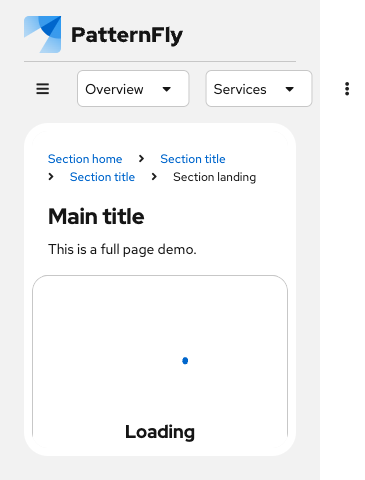 PatternFly
Overview Services
Section home Section title
Section title Section landing
Main title
This is a full page demo.
Loading